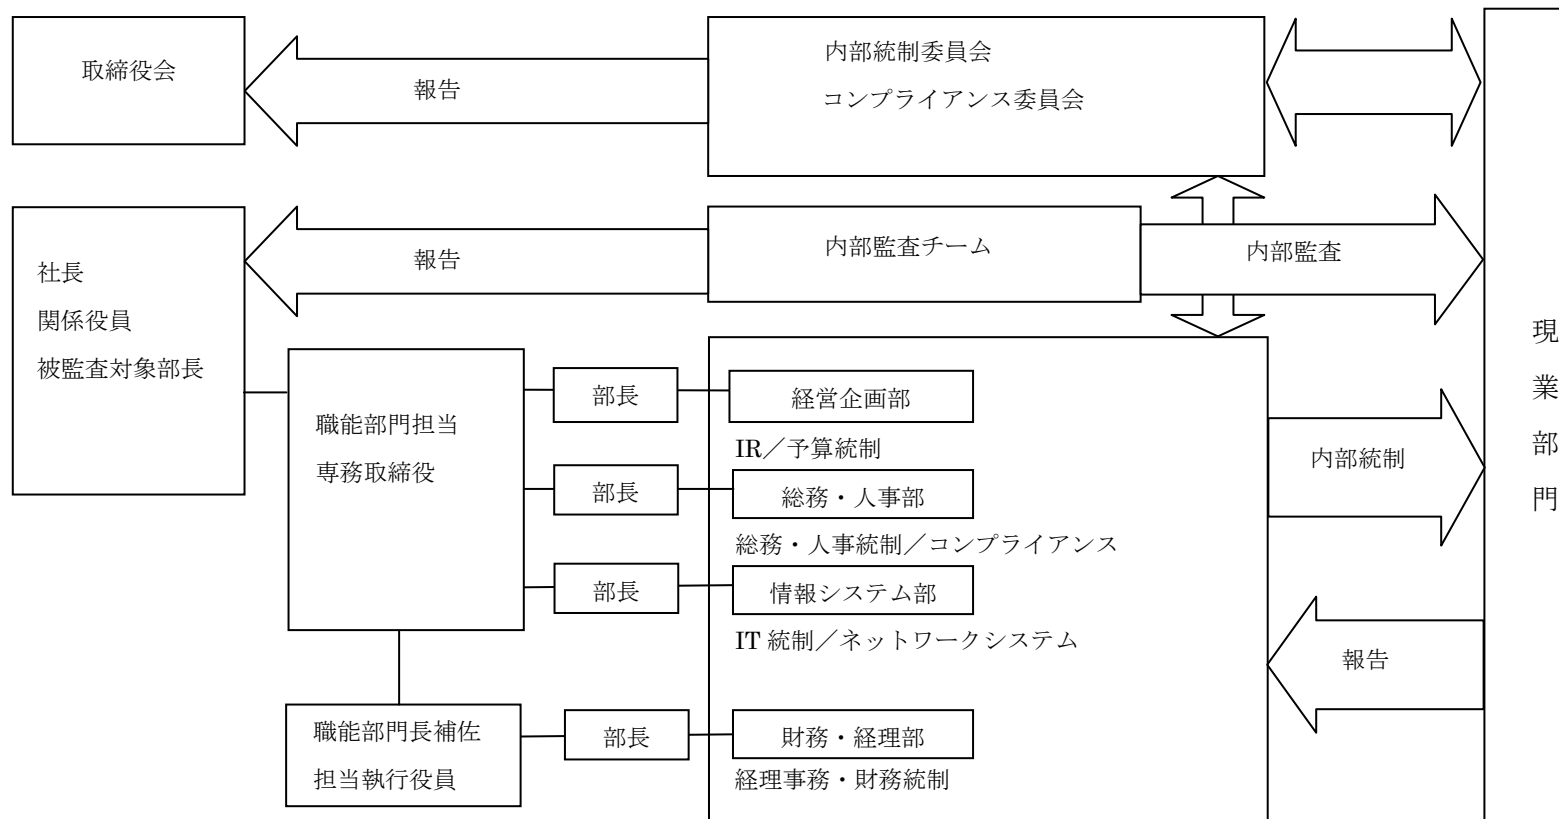 取締役会
報告
内部統制委員会
コンプライアンス委員会
社長
関係役員
被監査対象部長
報告
内部監査チーム
内部監査
現業部門
職能部門担当
専務取締役
部長
経営企画部
IR／予算統制
部長
総務・人事部
総務・人事統制／コンプライアンス
部長
情報システム部
IT 統制／ネットワークシステム
内部統制
報告
職能部門長補佐
担当執行役員
部長
財務・経理部
経理事務・財務統制